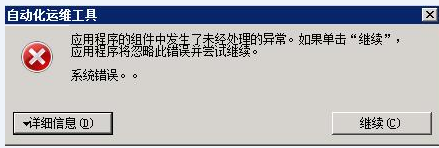 自动化运维工具
应用程序的组件中发生了未经处理的异常。如果单击“继续”，
应用程序将忽略此错误并尝试继续。
系统错误。。
详细信息(D)
继续(C)